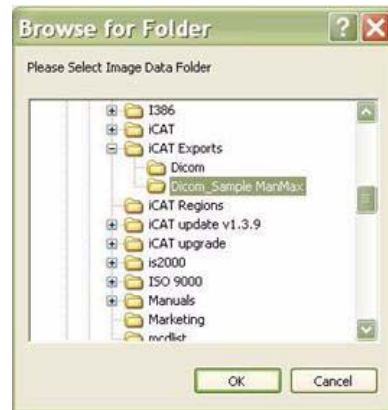 Browse for Folder
Please Select Image Data Folder
I386
iCAT
iCAT Exports
Dicom
Dicom_Sample ManMax
iCAT Regions
iCAT update v1.3.9
iCAT upgrade
is2000
ISO 9000
Manuals
Marketing
mcdlist
OK Cancel